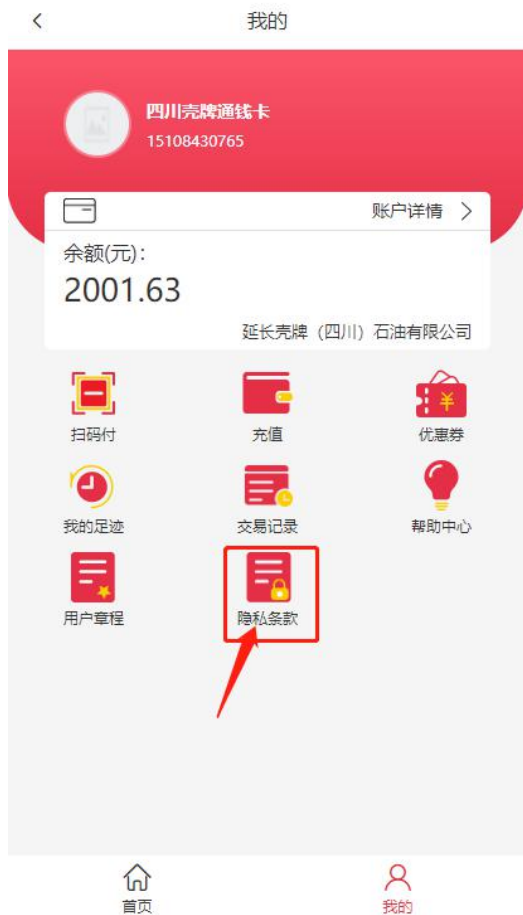 我的
四川壳牌通钱卡
15108430765
账户详情
余额(元):
2001.63
延长壳牌（四川）石油有限公司
扫码付
充值
优惠券
我的足迹
交易记录
帮助中心
用户章程
隐私条款
首页
我的